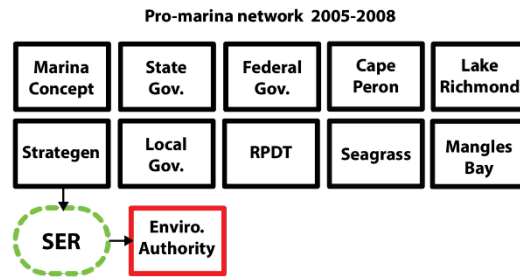 Pro-marina network 2005-2008
Marina
Concept
State
Gov.
Federal
Gov.
Cape
Peron
Lake
Richmond
Strategen
Local
Gov.
RPDT
Seagrass
Mangles
Bay
SER
Enviro.
Authority